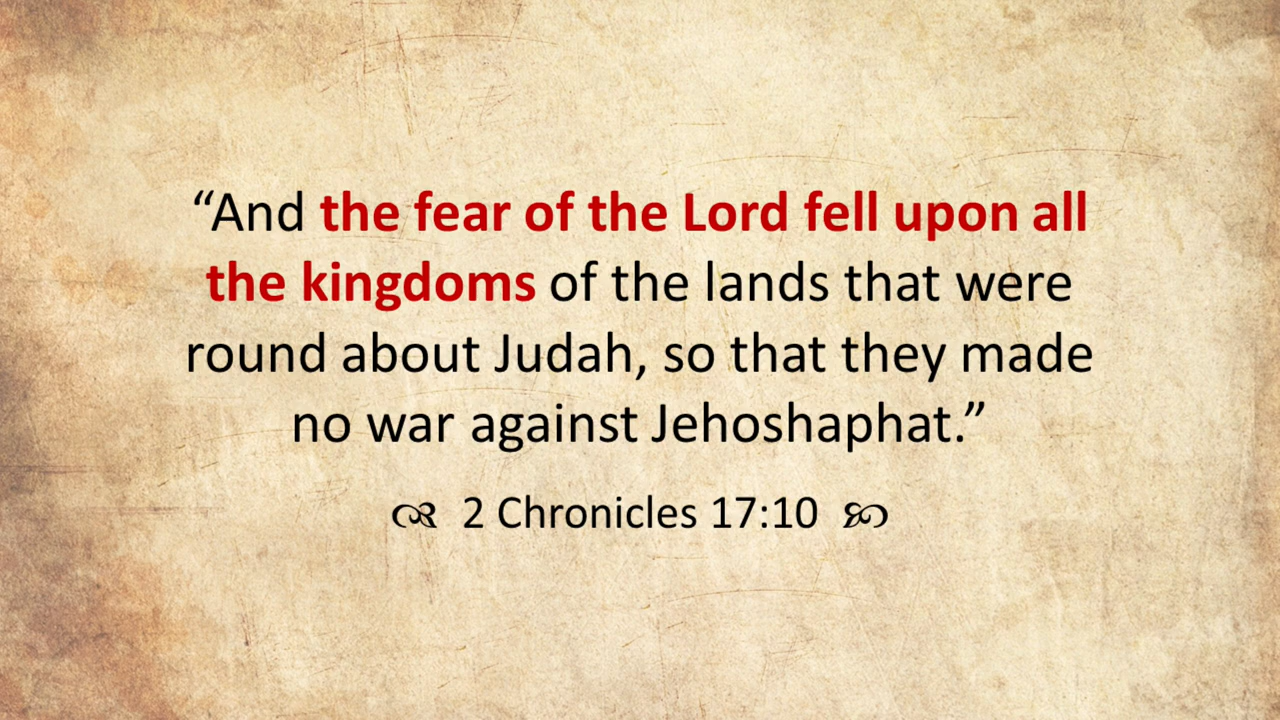 “And the fear of the Lord fell upon all
the kingdoms of the lands that were
round about Judah, so that they made
no war against Jehoshaphat.”
2 Chronicles 17:10